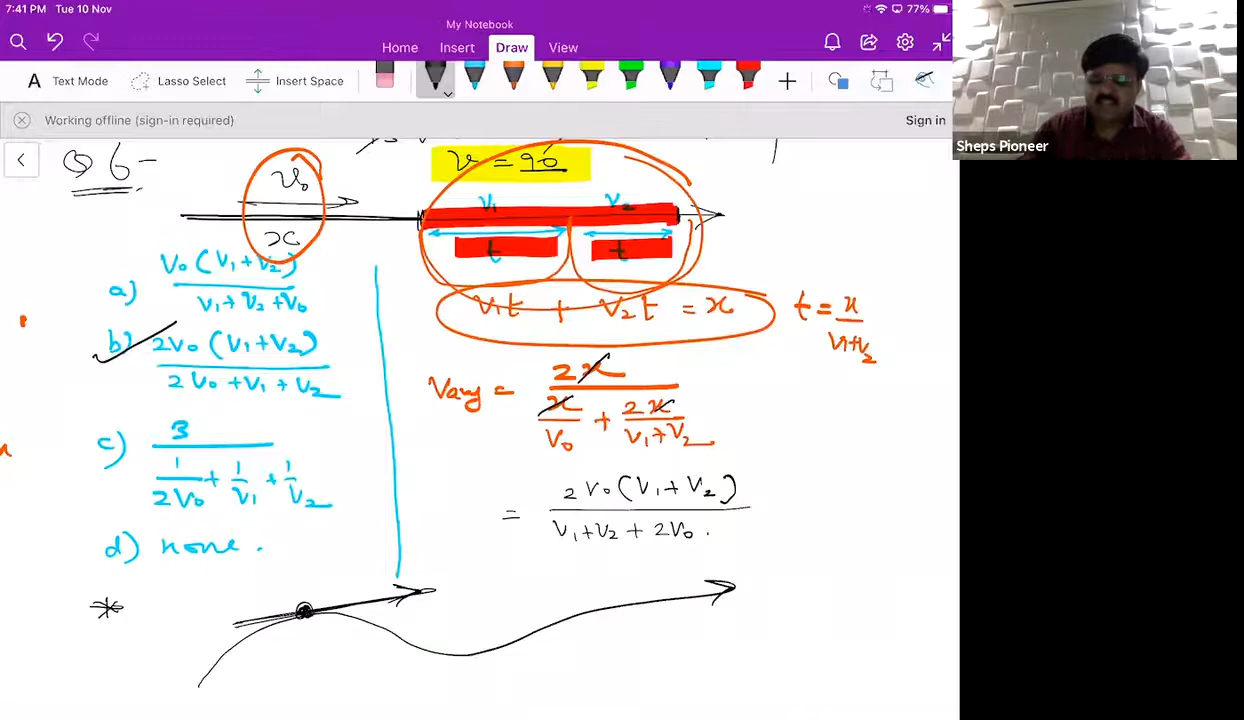 7:41 PM Tue 10 Nov
77%
My Notebook
Home Insert Draw View
A Text Mode Lasso Select Insert Space
Working offline (sign-in required) Sign in
Sheps Pioneer
Q 6-
V₀
x
V₁ V₂
t t
V₁t + V₂t = x
t = x / V₁+V₂
a) V₀ (V₁+V₂) / V₁+V₂+V₀
b) 2V₀ (V₁+V₂) / 2V₀+V₁+V₂
c) 3 / 1/2V₀ + 1/V₁ + 1/V₂
d) none.
Vavg = 2x / x/V₀ + 2x/V₁+V₂
= 2V₀(V₁+V₂) / V₁+V₂+2V₀.